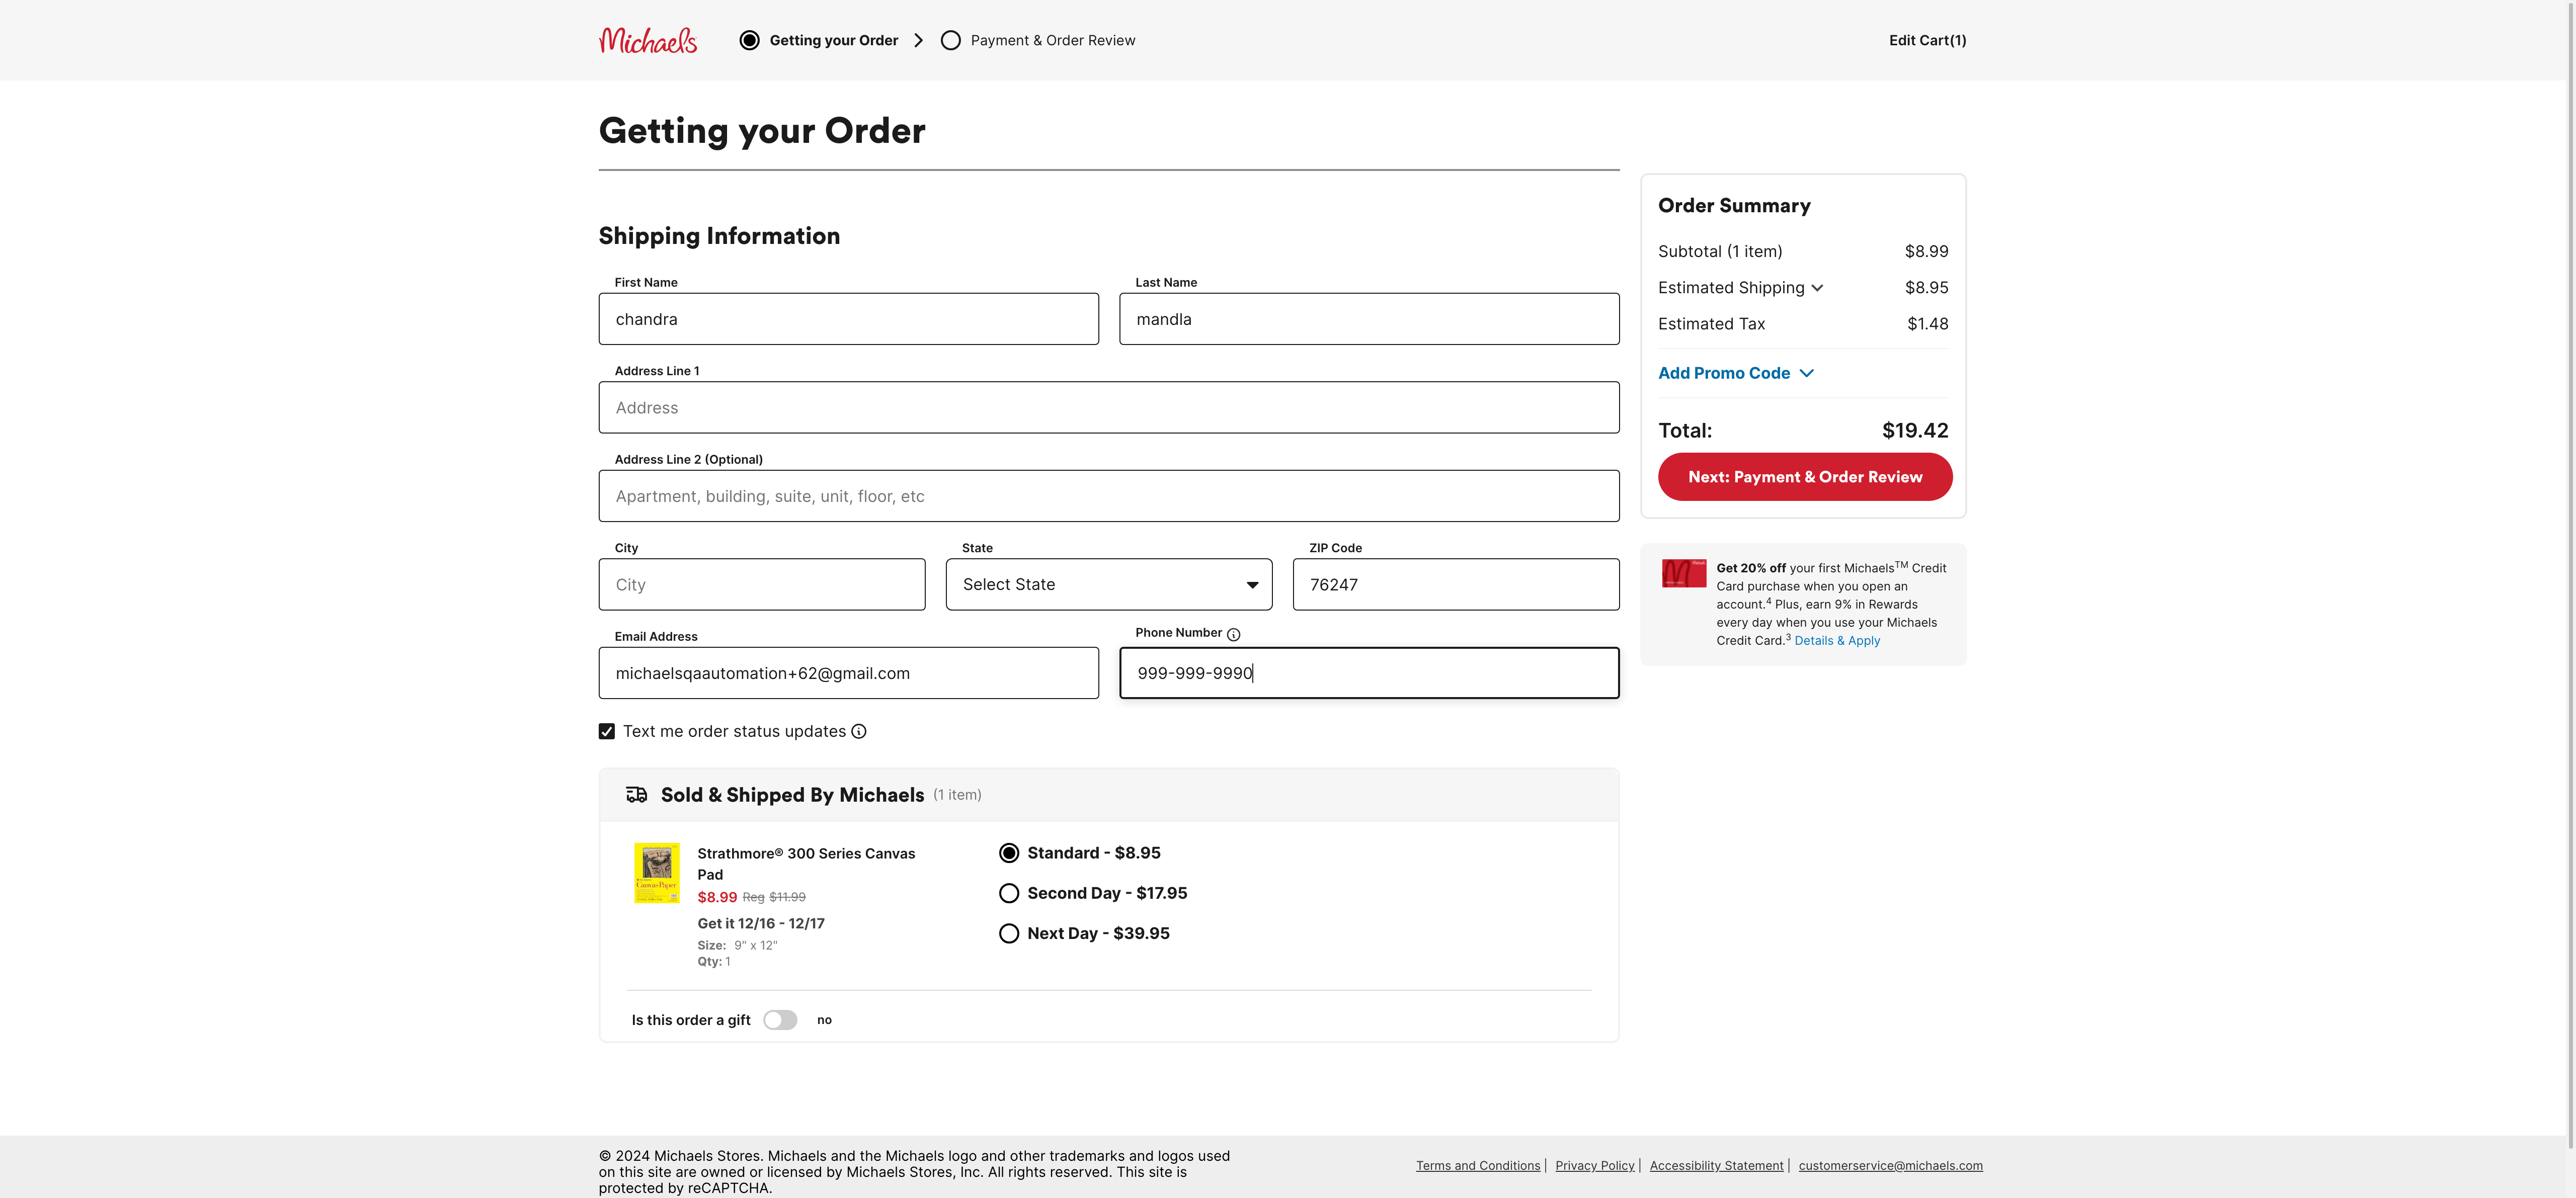 Michaels
Getting your Order
Payment & Order Review
Edit Cart(1)
Getting your Order
Shipping Information
First Name
Last Name
chandra
mandla
Address Line 1
Address
Address Line 2 (Optional)
Apartment, building, suite, unit, floor, etc
City
State
ZIP Code
City
Select State
76247
Email Address
Phone Number
michaelsqaautomation+62@gmail.com
999-999-9990
Text me order status updates
Sold & Shipped By Michaels (1 item)
Strathmore® 300 Series Canvas
Pad
$8.99 Reg $11.99
Get it 12/16 - 12/17
Size: 9" x 12"
Qty: 1
Standard - $8.95
Second Day - $17.95
Next Day - $39.95
Is this order a gift
no
Order Summary
Subtotal (1 item) $8.99
Estimated Shipping $8.95
Estimated Tax $1.48
Add Promo Code
Total: $19.42
Next: Payment & Order Review
Get 20% off your first Michaels™ Credit
Card purchase when you open an
account.⁴ Plus, earn 9% in Rewards
every day when you use your Michaels
Credit Card.³ Details & Apply
© 2024 Michaels Stores. Michaels and the Michaels logo and other trademarks and logos used
on this site are owned or licensed by Michaels Stores, Inc. All rights reserved. This site is
protected by reCAPTCHA.
Terms and Conditions | Privacy Policy | Accessibility Statement | customerservice@michaels.com